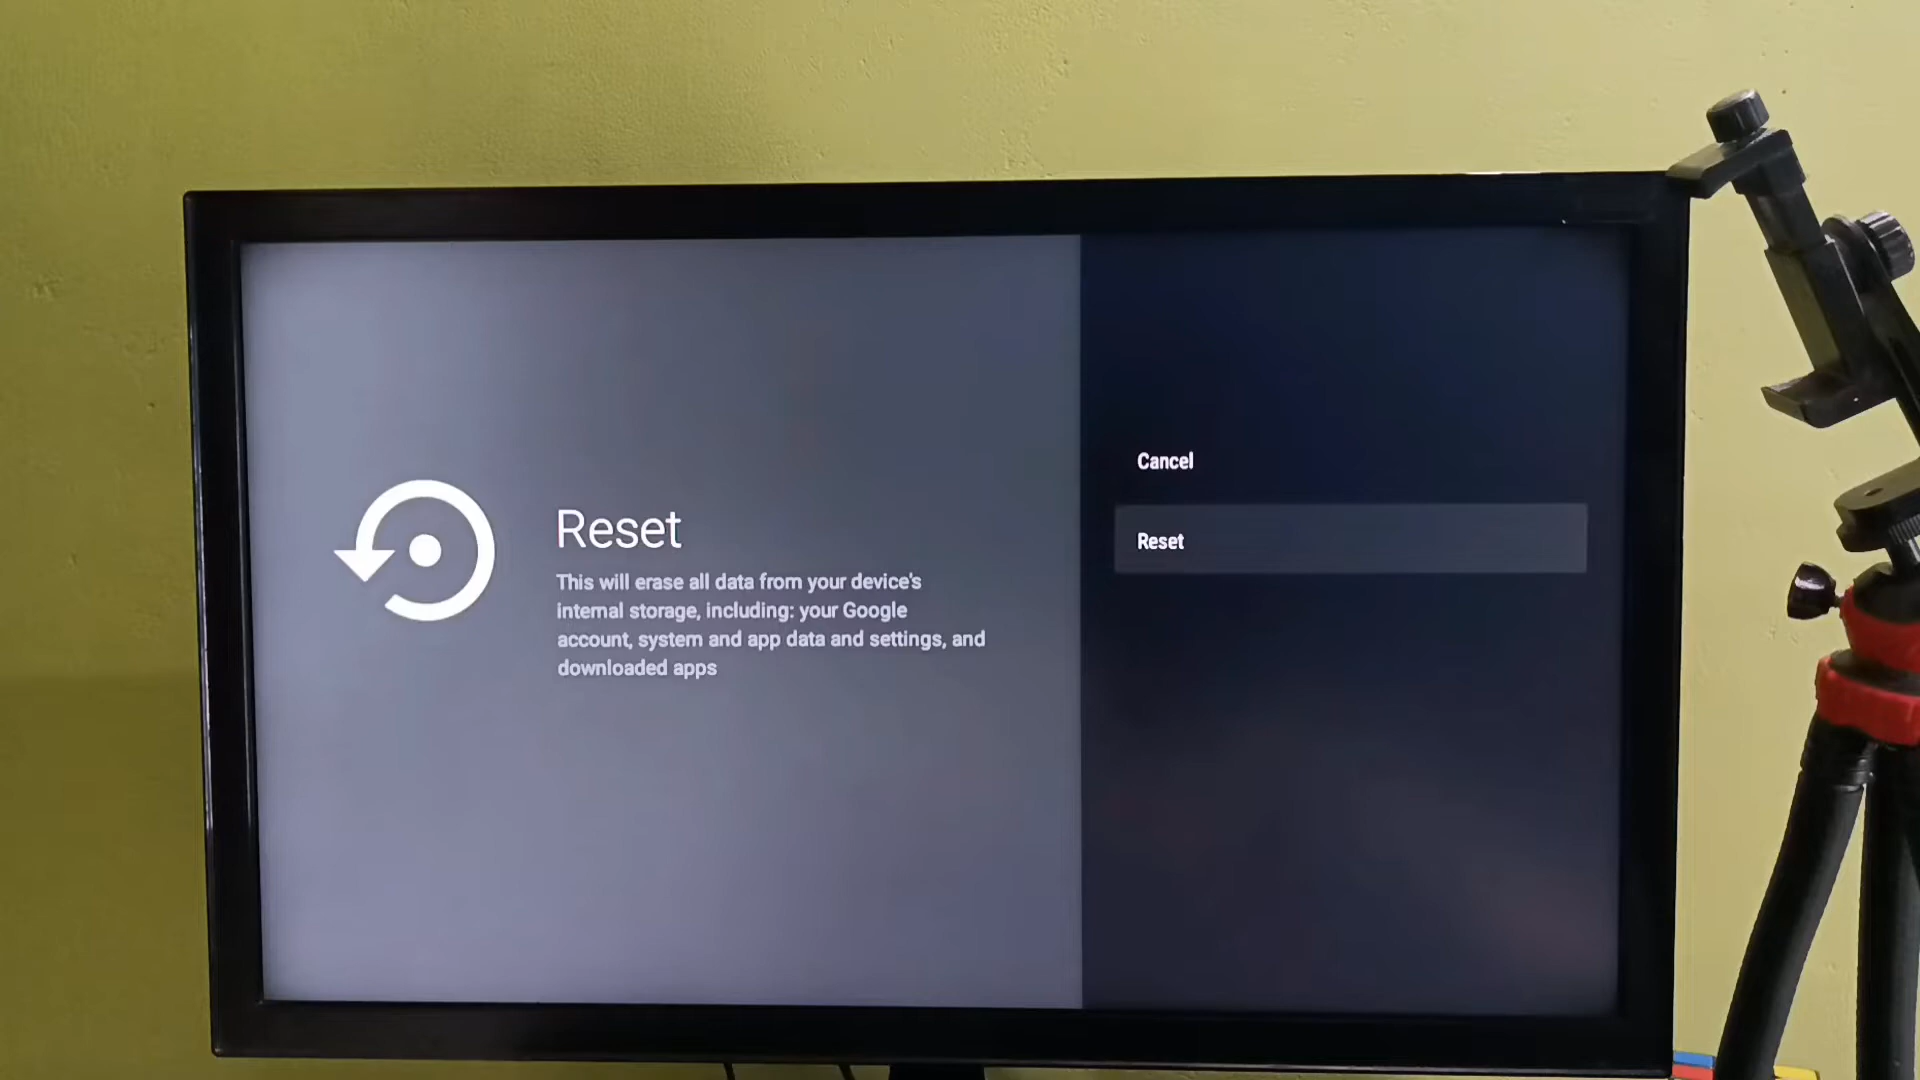 Reset
This will erase all data from your device's
internal storage, including: your Google
account, system and app data and settings, and
downloaded apps
Cancel
Reset